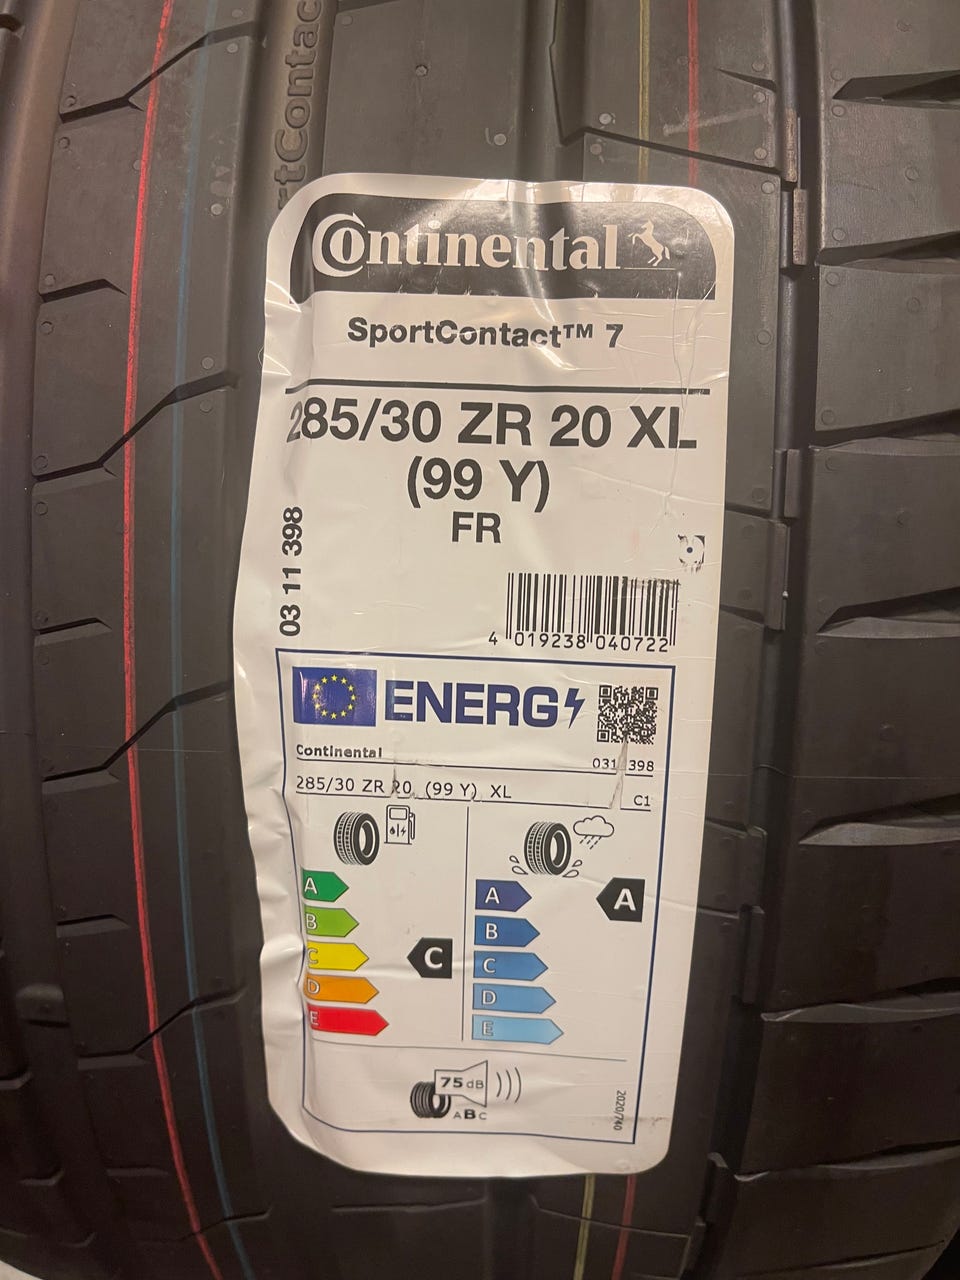 rtContac
Continental
SportContact™ 7
285/30 ZR 20 XL
(99 Y)
FR
03 11 398
4 019238 040722
ENERG
Continental
285/30 ZR 20 (99 Y) XL
C1
A
B
C
D
E
C
A
B
C
D
E
A
75 dB
ABC
2020/740